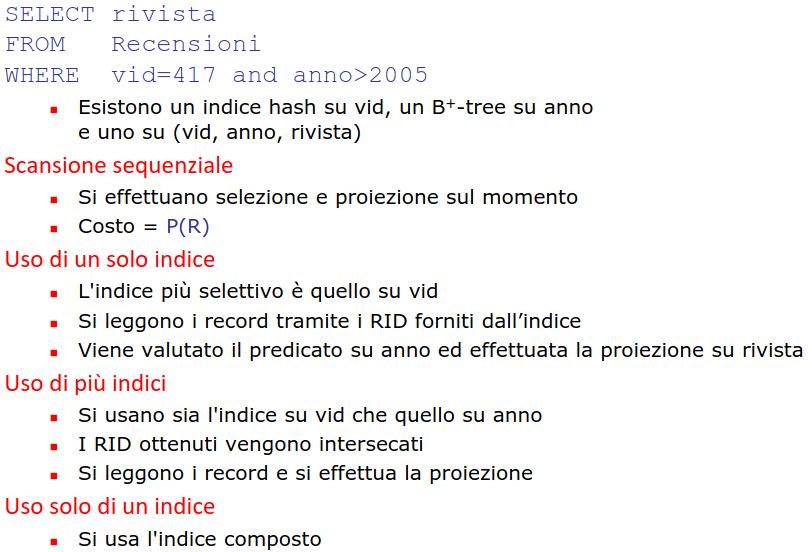 SELECT rivista
FROM Recensioni
WHERE vid=417 and anno>2005
▪ Esistono un indice hash su vid, un B+-tree su anno
e uno su (vid, anno, rivista)
Scansione sequenziale
▪ Si effettuano selezione e proiezione sul momento
▪ Costo = P(R)
Uso di un solo indice
▪ L'indice più selettivo è quello su vid
▪ Si leggono i record tramite i RID forniti dall’indice
▪ Viene valutato il predicato su anno ed effettuata la proiezione su rivista
Uso di più indici
▪ Si usano sia l'indice su vid che quello su anno
▪ I RID ottenuti vengono intersecati
▪ Si leggono i record e si effettua la proiezione
Uso solo di un indice
▪ Si usa l'indice composto